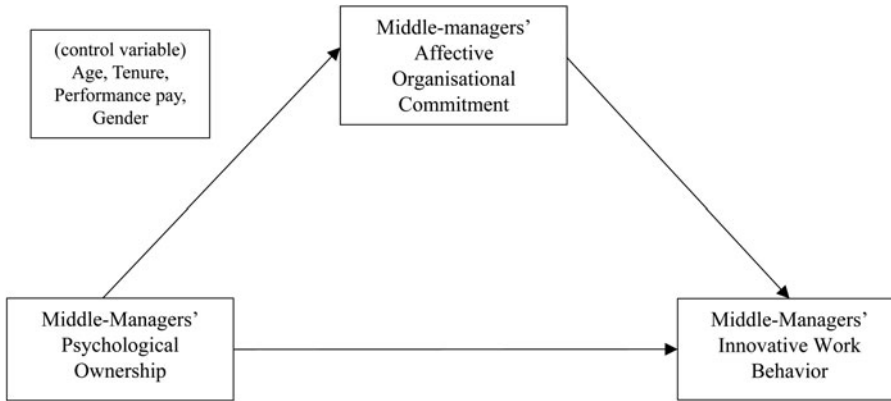 (control variable)
Age, Tenure,
Performance pay,
Gender
Middle-managers’
Affective
Organisational
Commitment
Middle-Managers’
Psychological
Ownership
Middle-Managers’
Innovative Work
Behavior